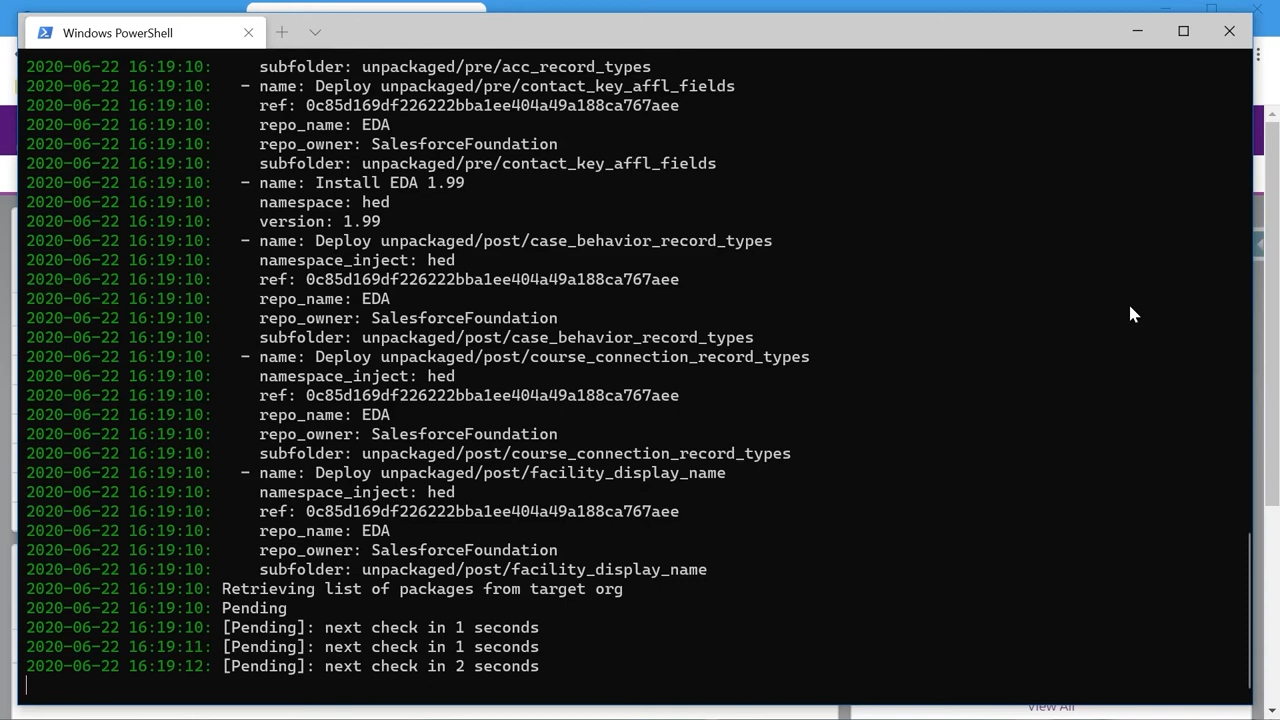 Windows PowerShell
2020-06-22 16:19:10:     subfolder: unpackaged/pre/acc_record_types
2020-06-22 16:19:10:   - name: Deploy unpackaged/pre/contact_key_affl_fields
2020-06-22 16:19:10:     ref: 0c85d169df226222bba1ee404a49a188ca767aee
2020-06-22 16:19:10:     repo_name: EDA
2020-06-22 16:19:10:     repo_owner: SalesforceFoundation
2020-06-22 16:19:10:     subfolder: unpackaged/pre/contact_key_affl_fields
2020-06-22 16:19:10:   - name: Install EDA 1.99
2020-06-22 16:19:10:     namespace: hed
2020-06-22 16:19:10:     version: 1.99
2020-06-22 16:19:10:   - name: Deploy unpackaged/post/case_behavior_record_types
2020-06-22 16:19:10:     namespace_inject: hed
2020-06-22 16:19:10:     ref: 0c85d169df226222bba1ee404a49a188ca767aee
2020-06-22 16:19:10:     repo_name: EDA
2020-06-22 16:19:10:     repo_owner: SalesforceFoundation
2020-06-22 16:19:10:     subfolder: unpackaged/post/case_behavior_record_types
2020-06-22 16:19:10:   - name: Deploy unpackaged/post/course_connection_record_types
2020-06-22 16:19:10:     namespace_inject: hed
2020-06-22 16:19:10:     ref: 0c85d169df226222bba1ee404a49a188ca767aee
2020-06-22 16:19:10:     repo_name: EDA
2020-06-22 16:19:10:     repo_owner: SalesforceFoundation
2020-06-22 16:19:10:     subfolder: unpackaged/post/course_connection_record_types
2020-06-22 16:19:10:   - name: Deploy unpackaged/post/facility_display_name
2020-06-22 16:19:10:     namespace_inject: hed
2020-06-22 16:19:10:     ref: 0c85d169df226222bba1ee404a49a188ca767aee
2020-06-22 16:19:10:     repo_name: EDA
2020-06-22 16:19:10:     repo_owner: SalesforceFoundation
2020-06-22 16:19:10:     subfolder: unpackaged/post/facility_display_name
2020-06-22 16:19:10: Retrieving list of packages from target org
2020-06-22 16:19:10: Pending
2020-06-22 16:19:10: [Pending]: next check in 1 seconds
2020-06-22 16:19:11: [Pending]: next check in 1 seconds
2020-06-22 16:19:12: [Pending]: next check in 2 seconds
View All